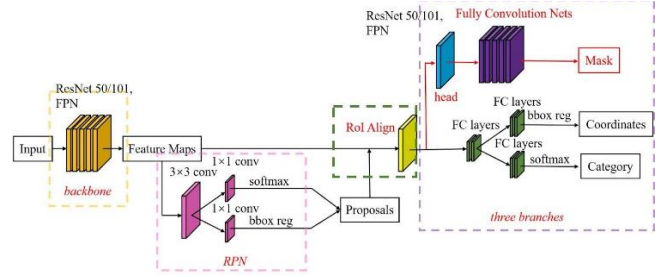 ResNet 50/101,
FPN
Fully Convolution Nets
Mask
head
ResNet 50/101,
FPN
RoI Align
FC layers
bbox reg
Coordinates
FC layers
FC layers
softmax
Category
Input
Feature Maps
backbone
3×3 conv
1×1 conv
softmax
1×1 conv
bbox reg
Proposals
RPN
three branches